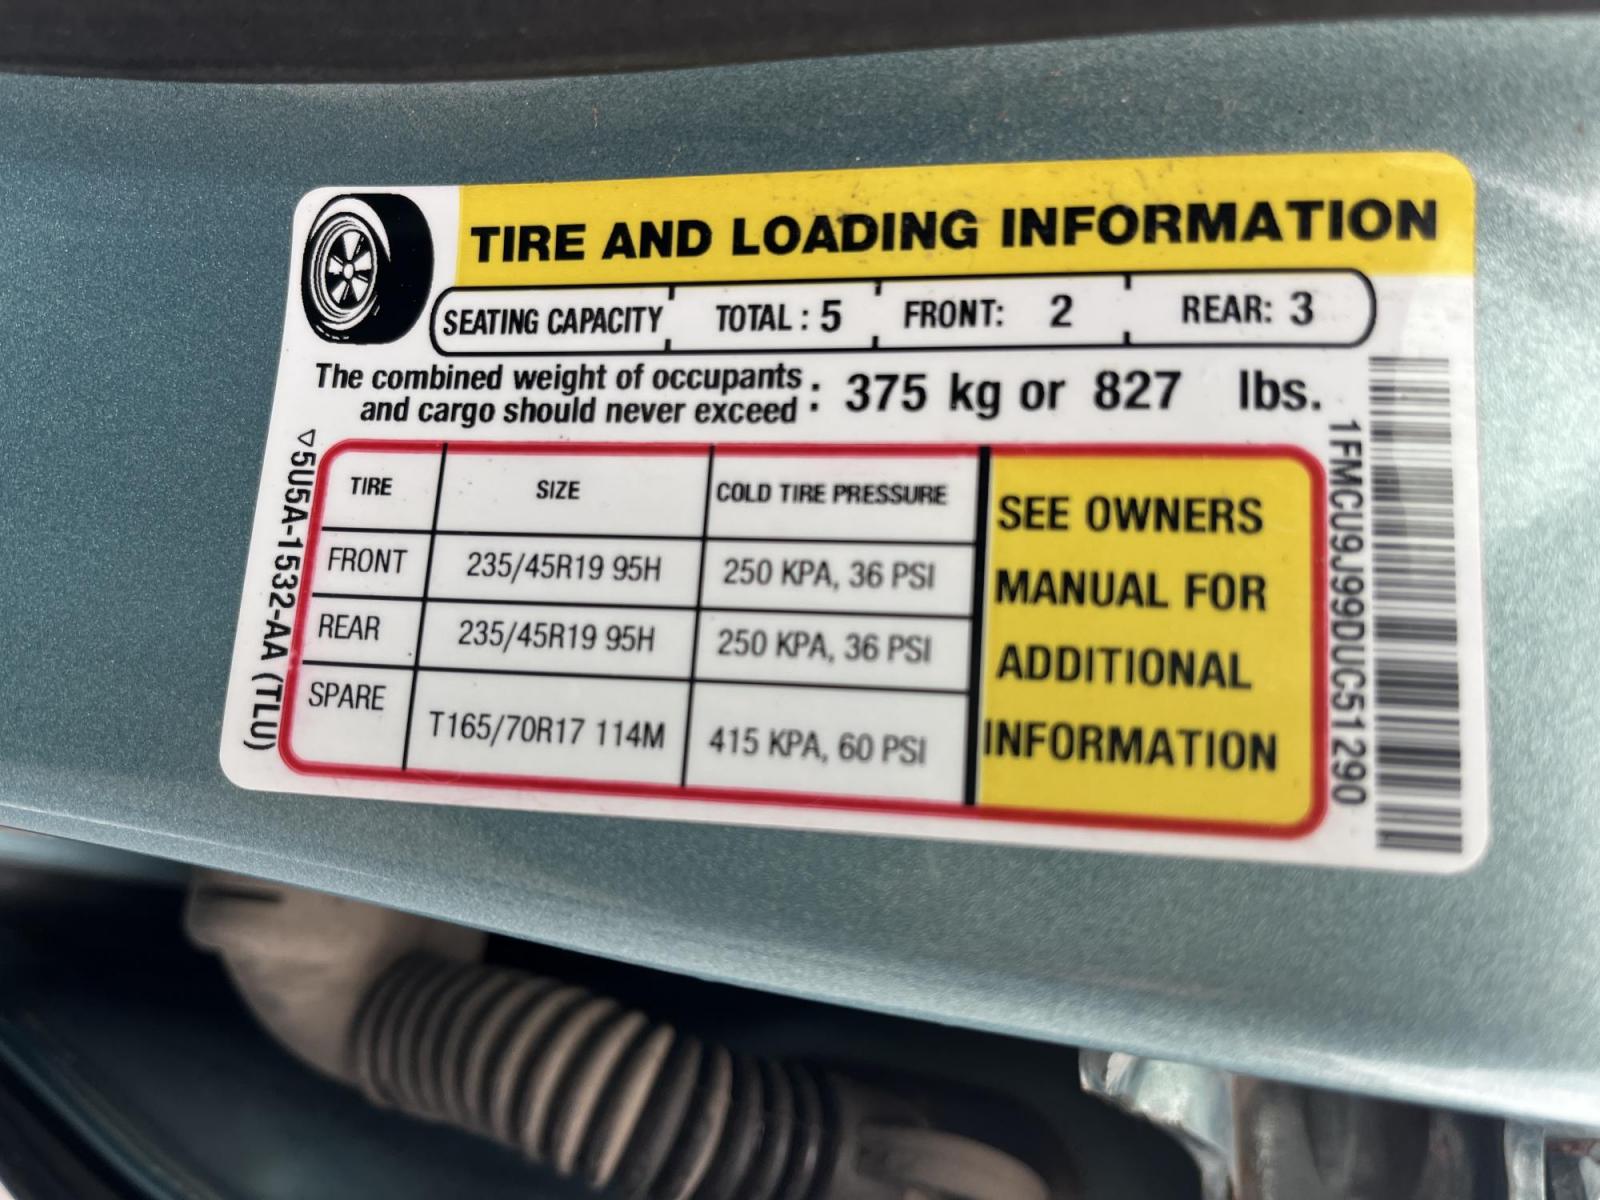 TIRE AND LOADING INFORMATION
SEATING CAPACITY TOTAL : 5 FRONT: 2 REAR: 3
The combined weight of occupants
and cargo should never exceed : 375 kg or 827 lbs.
TIRE SIZE COLD TIRE PRESSURE
FRONT 235/45R19 95H 250 KPA, 36 PSI
REAR 235/45R19 95H 250 KPA, 36 PSI
SPARE T165/70R17 114M 415 KPA, 60 PSI
SEE OWNERS
MANUAL FOR
ADDITIONAL
INFORMATION
▽5U5A-1532-AA (TLU)
1FMCU9J99DUC51290